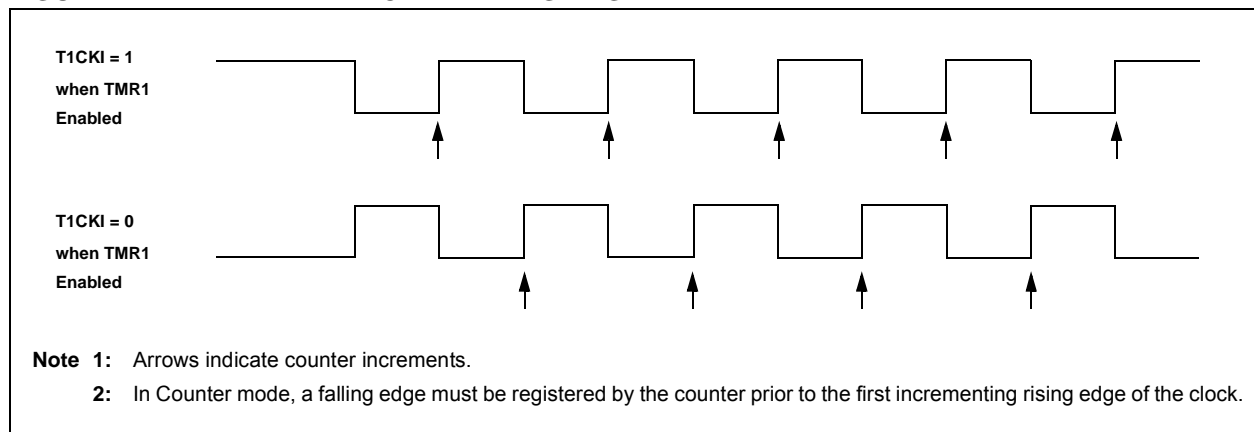 T1CKI = 1
when TMR1
Enabled
T1CKI = 0
when TMR1
Enabled
Note 1: Arrows indicate counter increments.
2: In Counter mode, a falling edge must be registered by the counter prior to the first incrementing rising edge of the clock.